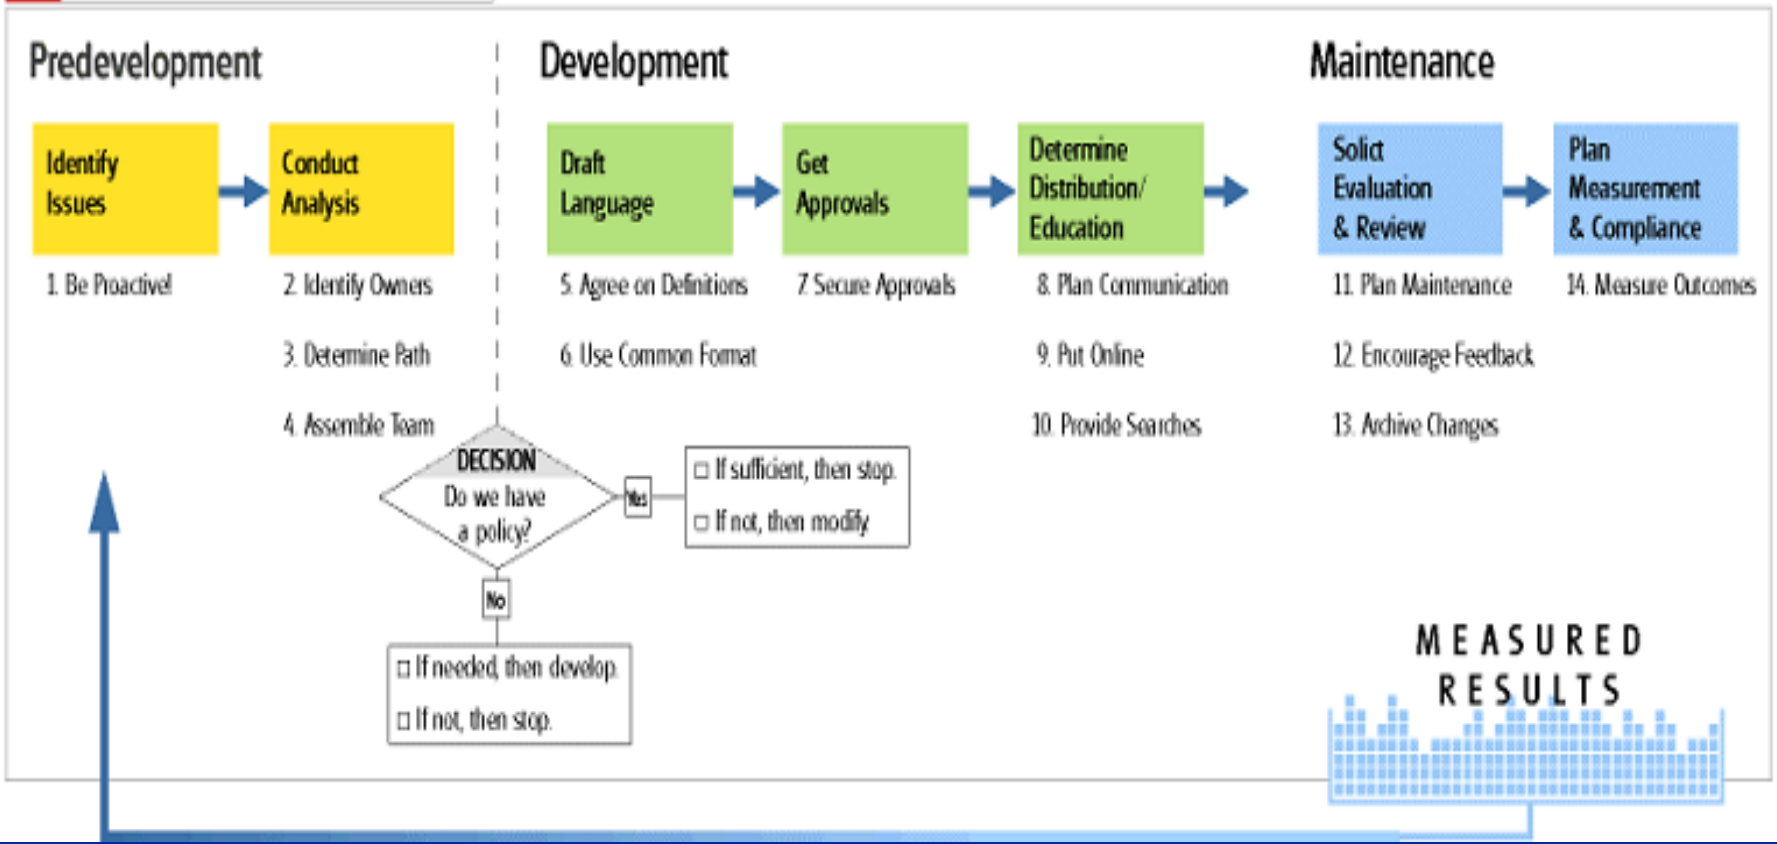 Predevelopment
Development
Maintenance
Identify
Issues
Conduct
Analysis
Draft
Language
Get
Approvals
Determine
Distribution/
Education
Solict
Evaluation
& Review
Plan
Measurement
& Compliance
1. Be Proactive!
2. Identify Owners
3. Determine Path
4. Assemble Team
5. Agree on Definitions
6. Use Common Format
7. Secure Approvals
8. Plan Communication
9. Put Online
10. Provide Searches
11. Plan Maintenance
12. Encourage Feedback
13. Archive Changes
14. Measure Outcomes
DECISION
Do we have
a policy?
Yes
If sufficient, then stop.
If not, then modify.
No
If needed, then develop.
If not, then stop.
MEASURED
RESULTS